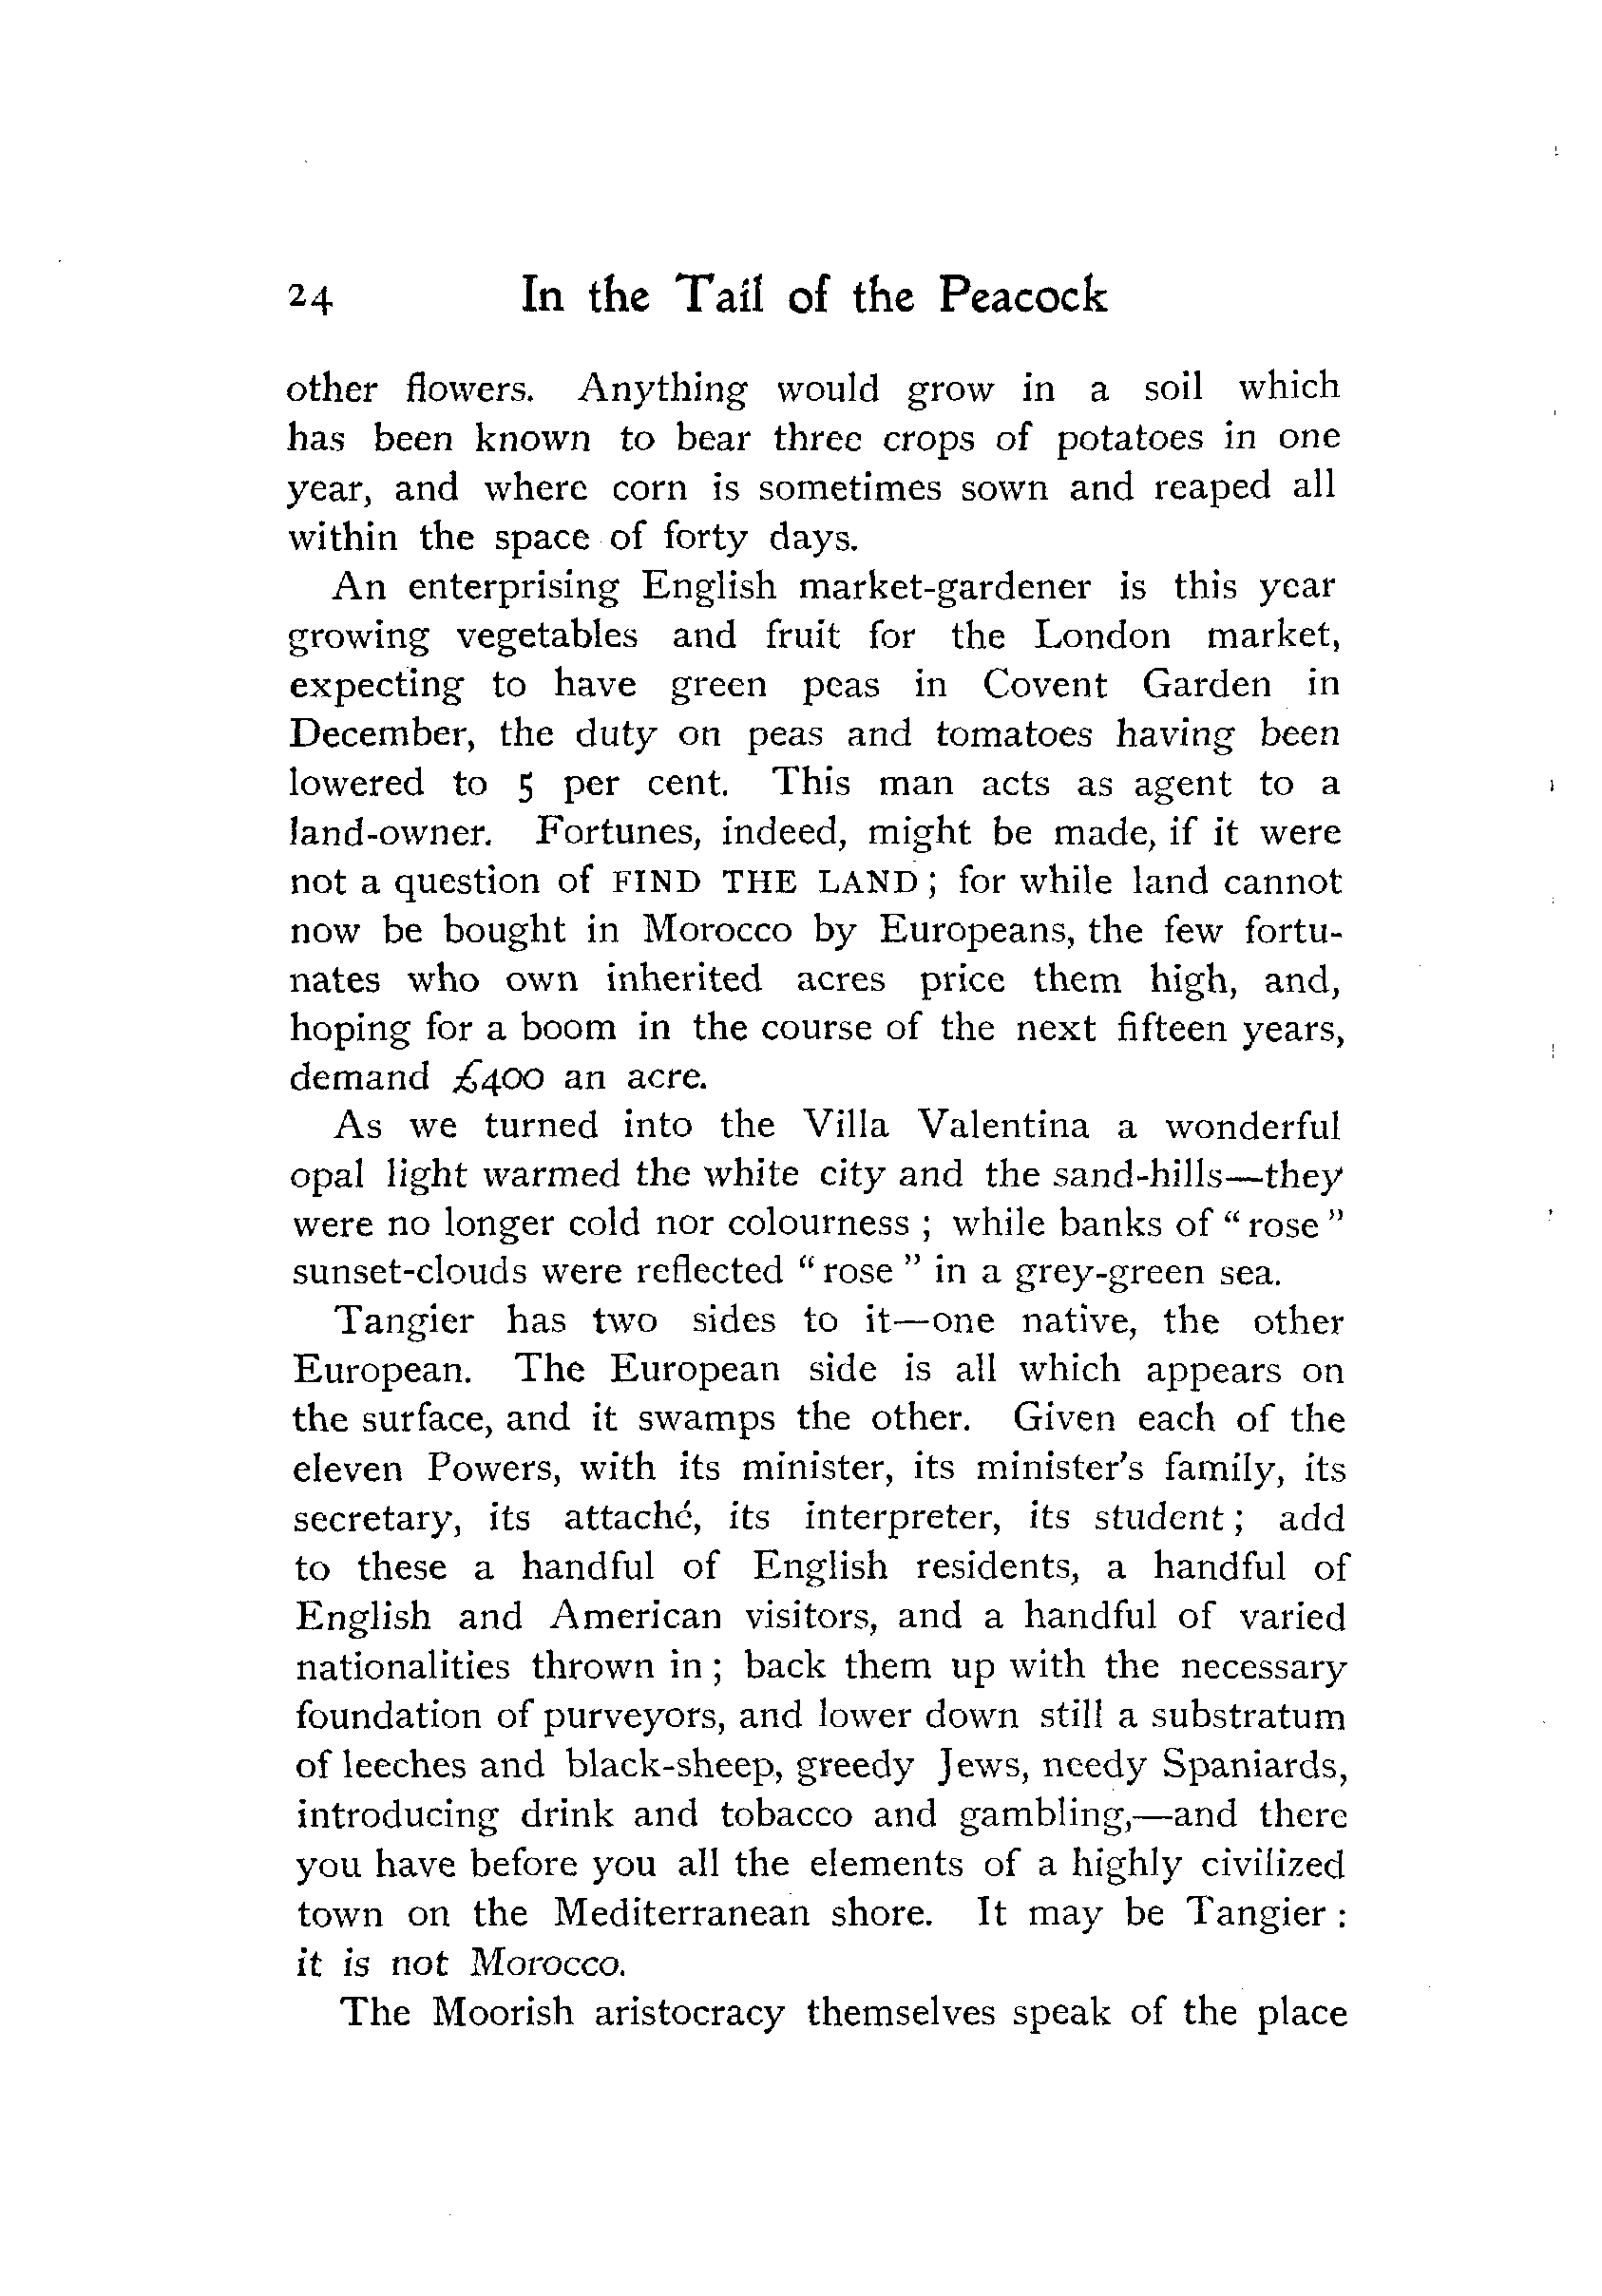 24 In the Tail of the Peacock
other flowers. Anything would grow in a soil which
has been known to bear three crops of potatoes in one
year, and where corn is sometimes sown and reaped all
within the space of forty days.
An enterprising English market-gardener is this year
growing vegetables and fruit for the London market,
expecting to have green peas in Covent Garden in
December, the duty on peas and tomatoes having been
lowered to 5 per cent. This man acts as agent to a
land-owner. Fortunes, indeed, might be made, if it were
not a question of FIND THE LAND; for while land cannot
now be bought in Morocco by Europeans, the few fortu-
nates who own inherited acres price them high, and,
hoping for a boom in the course of the next fifteen years,
demand £400 an acre.
As we turned into the Villa Valentina a wonderful
opal light warmed the white city and the sand-hills—they
were no longer cold nor colourness; while banks of “rose”
sunset-clouds were reflected “rose” in a grey-green sea.
Tangier has two sides to it—one native, the other
European. The European side is all which appears on
the surface, and it swamps the other. Given each of the
eleven Powers, with its minister, its minister's family, its
secretary, its attaché, its interpreter, its student; add
to these a handful of English residents, a handful of
English and American visitors, and a handful of varied
nationalities thrown in; back them up with the necessary
foundation of purveyors, and lower down still a substratum
of leeches and black-sheep, greedy Jews, needy Spaniards,
introducing drink and tobacco and gambling,—and there
you have before you all the elements of a highly civilized
town on the Mediterranean shore. It may be Tangier:
it is not Morocco.
The Moorish aristocracy themselves speak of the place